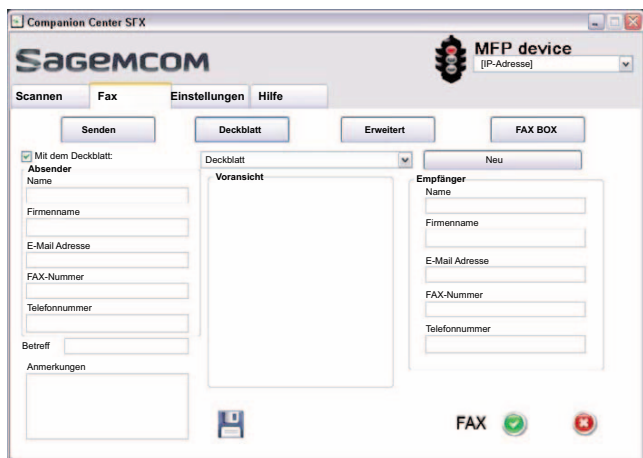 Companion Center SFX
Sagemcom
MFP device
[IP-Adresse]
Scannen Fax Einstellungen Hilfe
Senden Deckblatt Erweitert FAX BOX
Mit dem Deckblatt: Deckblatt Neu
Absender
Name
Firmenname
E-Mail Adresse
FAX-Nummer
Telefonnummer
Betreff
Anmerkungen
Voransicht
Empfänger
Name
Firmenname
E-Mail Adresse
FAX-Nummer
Telefonnummer
FAX